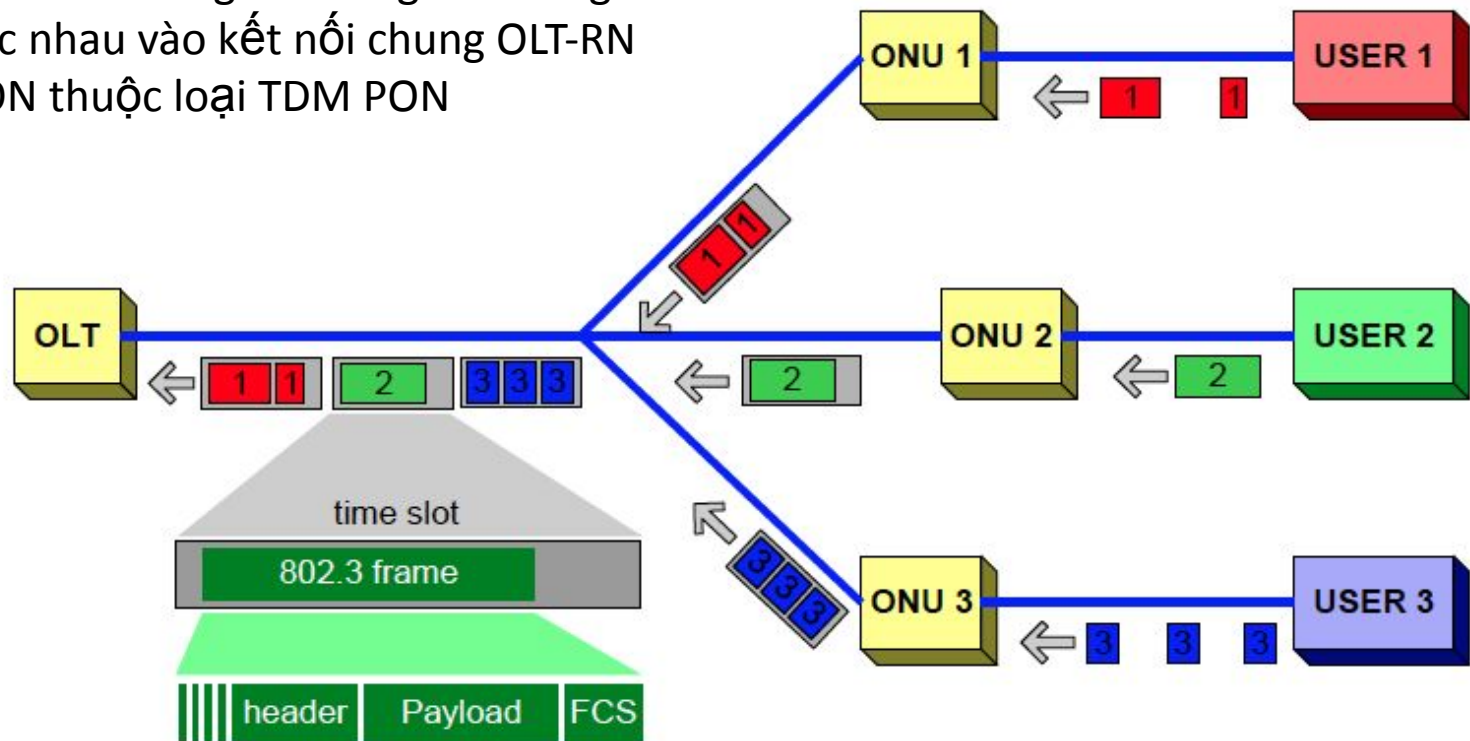 c nhau vào kết nối chung OLT-RN
ON thuộc loại TDM PON
ONU 1
USER 1
1 1
1 1
OLT
ONU 2
USER 2
1 1 2 3 3 3
2
2
time slot
802.3 frame
3 3 3
ONU 3
USER 3
3 3 3
header Payload FCS